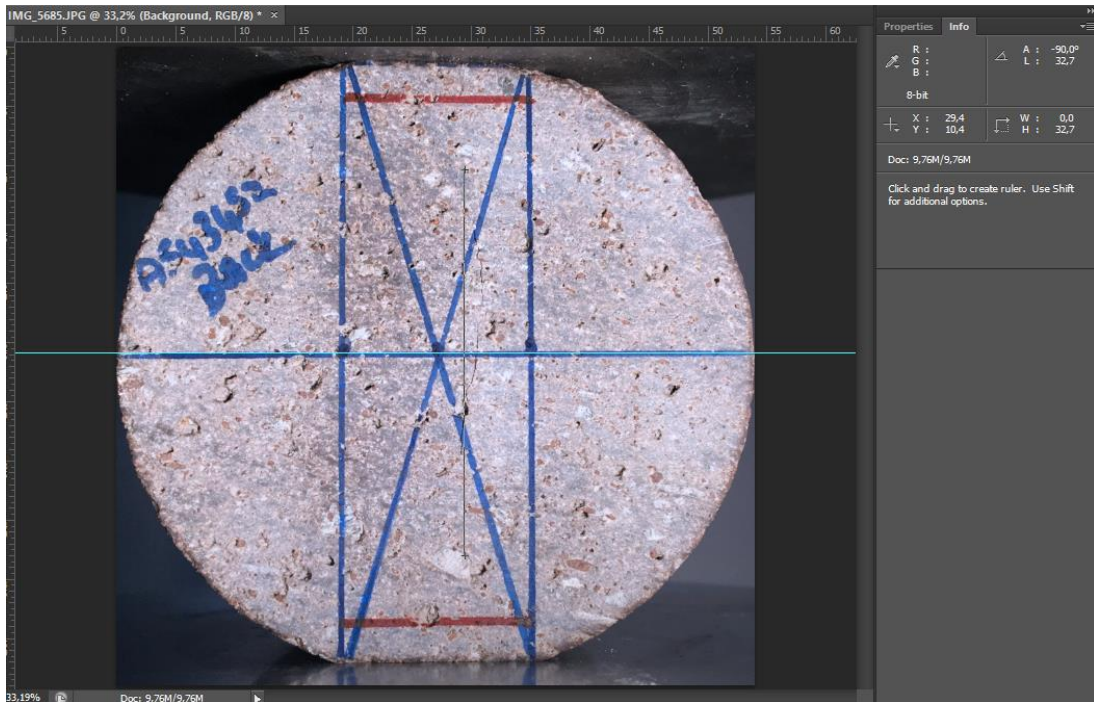 IMG_5685.JPG @ 33,2% (Background, RGB/8) * ×
5 0 5 10 15 20 25 30 35 40 45 50 55 60
Properties Info
R :
G :
B :
8-bit
A : -90,0°
L : 32,7
X : 29,4
Y : 10,4
W : 0,0
H : 32,7
Doc: 9,76M/9,76M
Click and drag to create ruler. Use Shift
for additional options.
33,19% Doc: 9,76M/9,76M